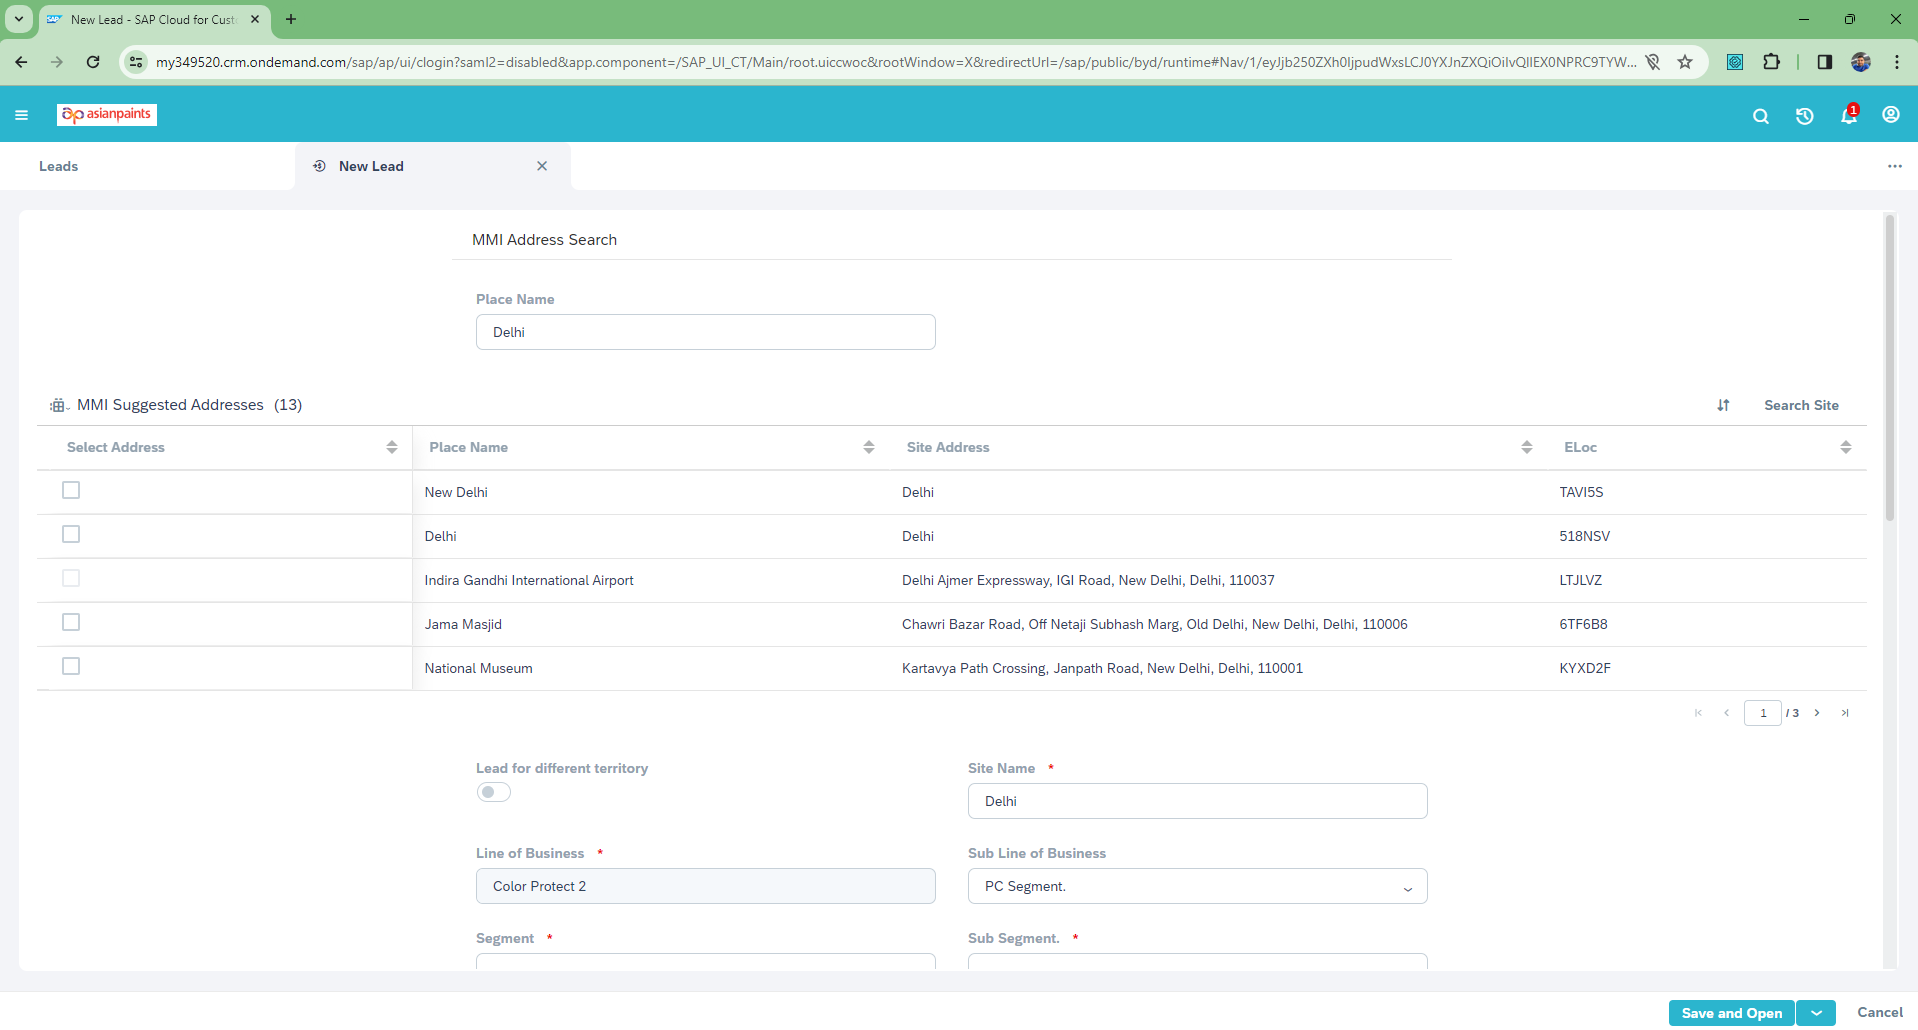 New Lead - SAP Cloud for Cust
my349520.crm.ondemand.com/sap/ap/ui/clogin?saml2=disabled&app.component=/SAP_UI_CT/Main/root.uiccwoc&rootWindow=X&redirectUrl=/sap/public/byd/runtime#Nav/1/
asianpaints
1
Leads
New Lead
MMI Address Search
Place Name
Delhi
MMI Suggested Addresses (13)
Search Site
Select Address Place Name Site Address ELoc
New Delhi Delhi TAVI5S
Delhi Delhi 518NSV
Indira Gandhi International Airport Delhi Ajmer Expressway, IGI Road, New Delhi, Delhi, 110037 LTJLVZ
Jama Masjid Chawri Bazar Road, Off Netaji Subhash Marg, Old Delhi, New Delhi, Delhi, 110006 6TF6B8
National Museum Kartavya Path Crossing, Janpath Road, New Delhi, Delhi, 110001 KYXD2F
1 / 3
Lead for different territory Site Name *
Delhi
Line of Business * Sub Line of Business
Color Protect 2 PC Segment.
Segment * Sub Segment. *
Save and Open Cancel